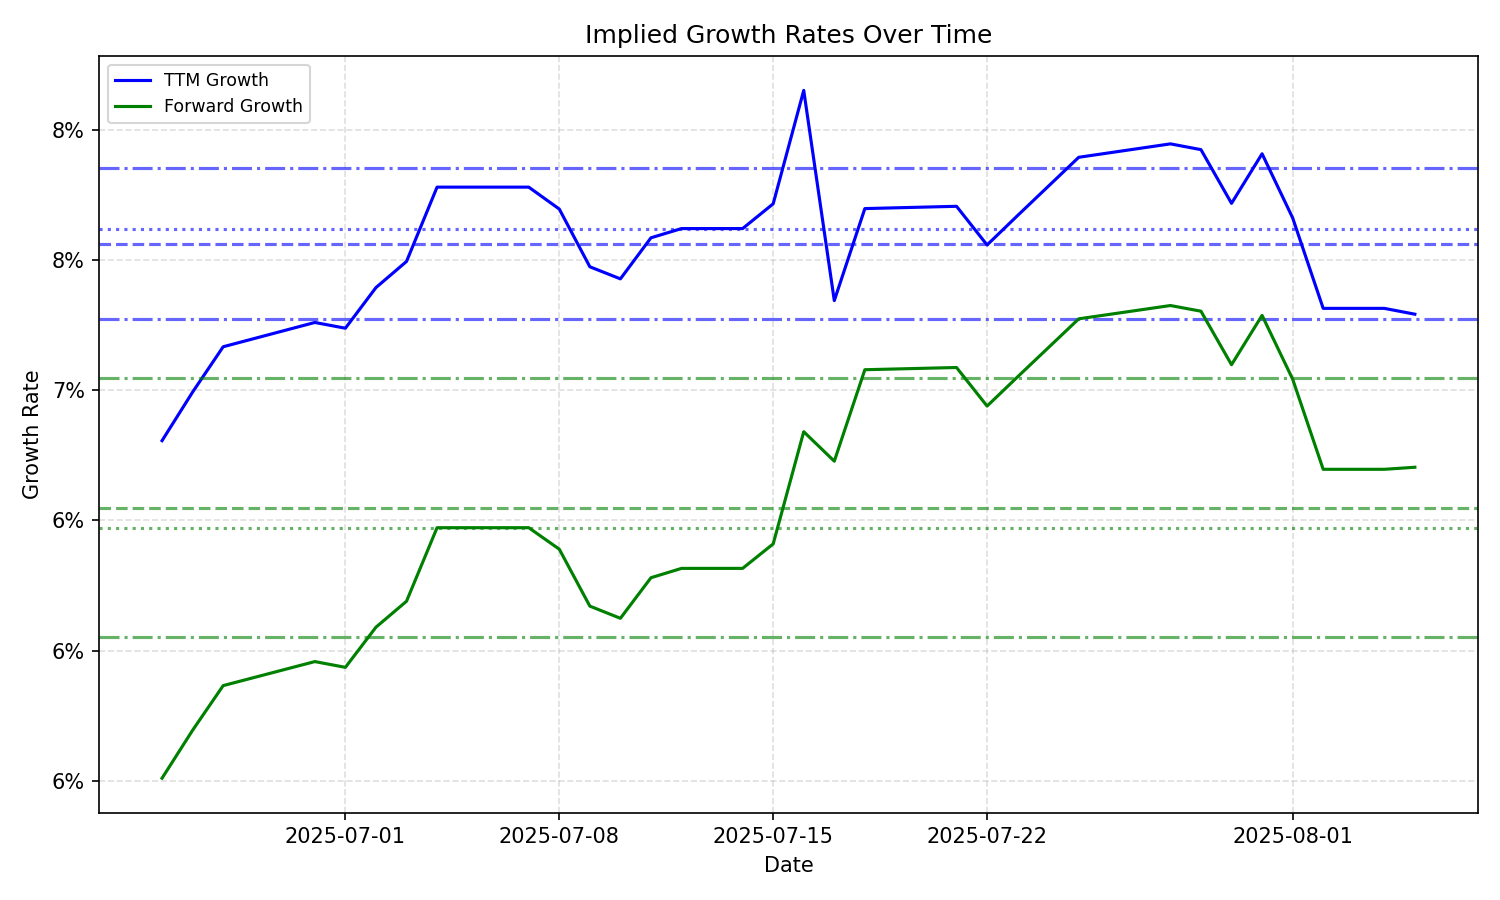 Implied Growth Rates Over Time
TTM Growth
Forward Growth
8%
8%
7%
6%
6%
6%
Growth Rate
2025-07-01
2025-07-08
2025-07-15
2025-07-22
2025-08-01
Date